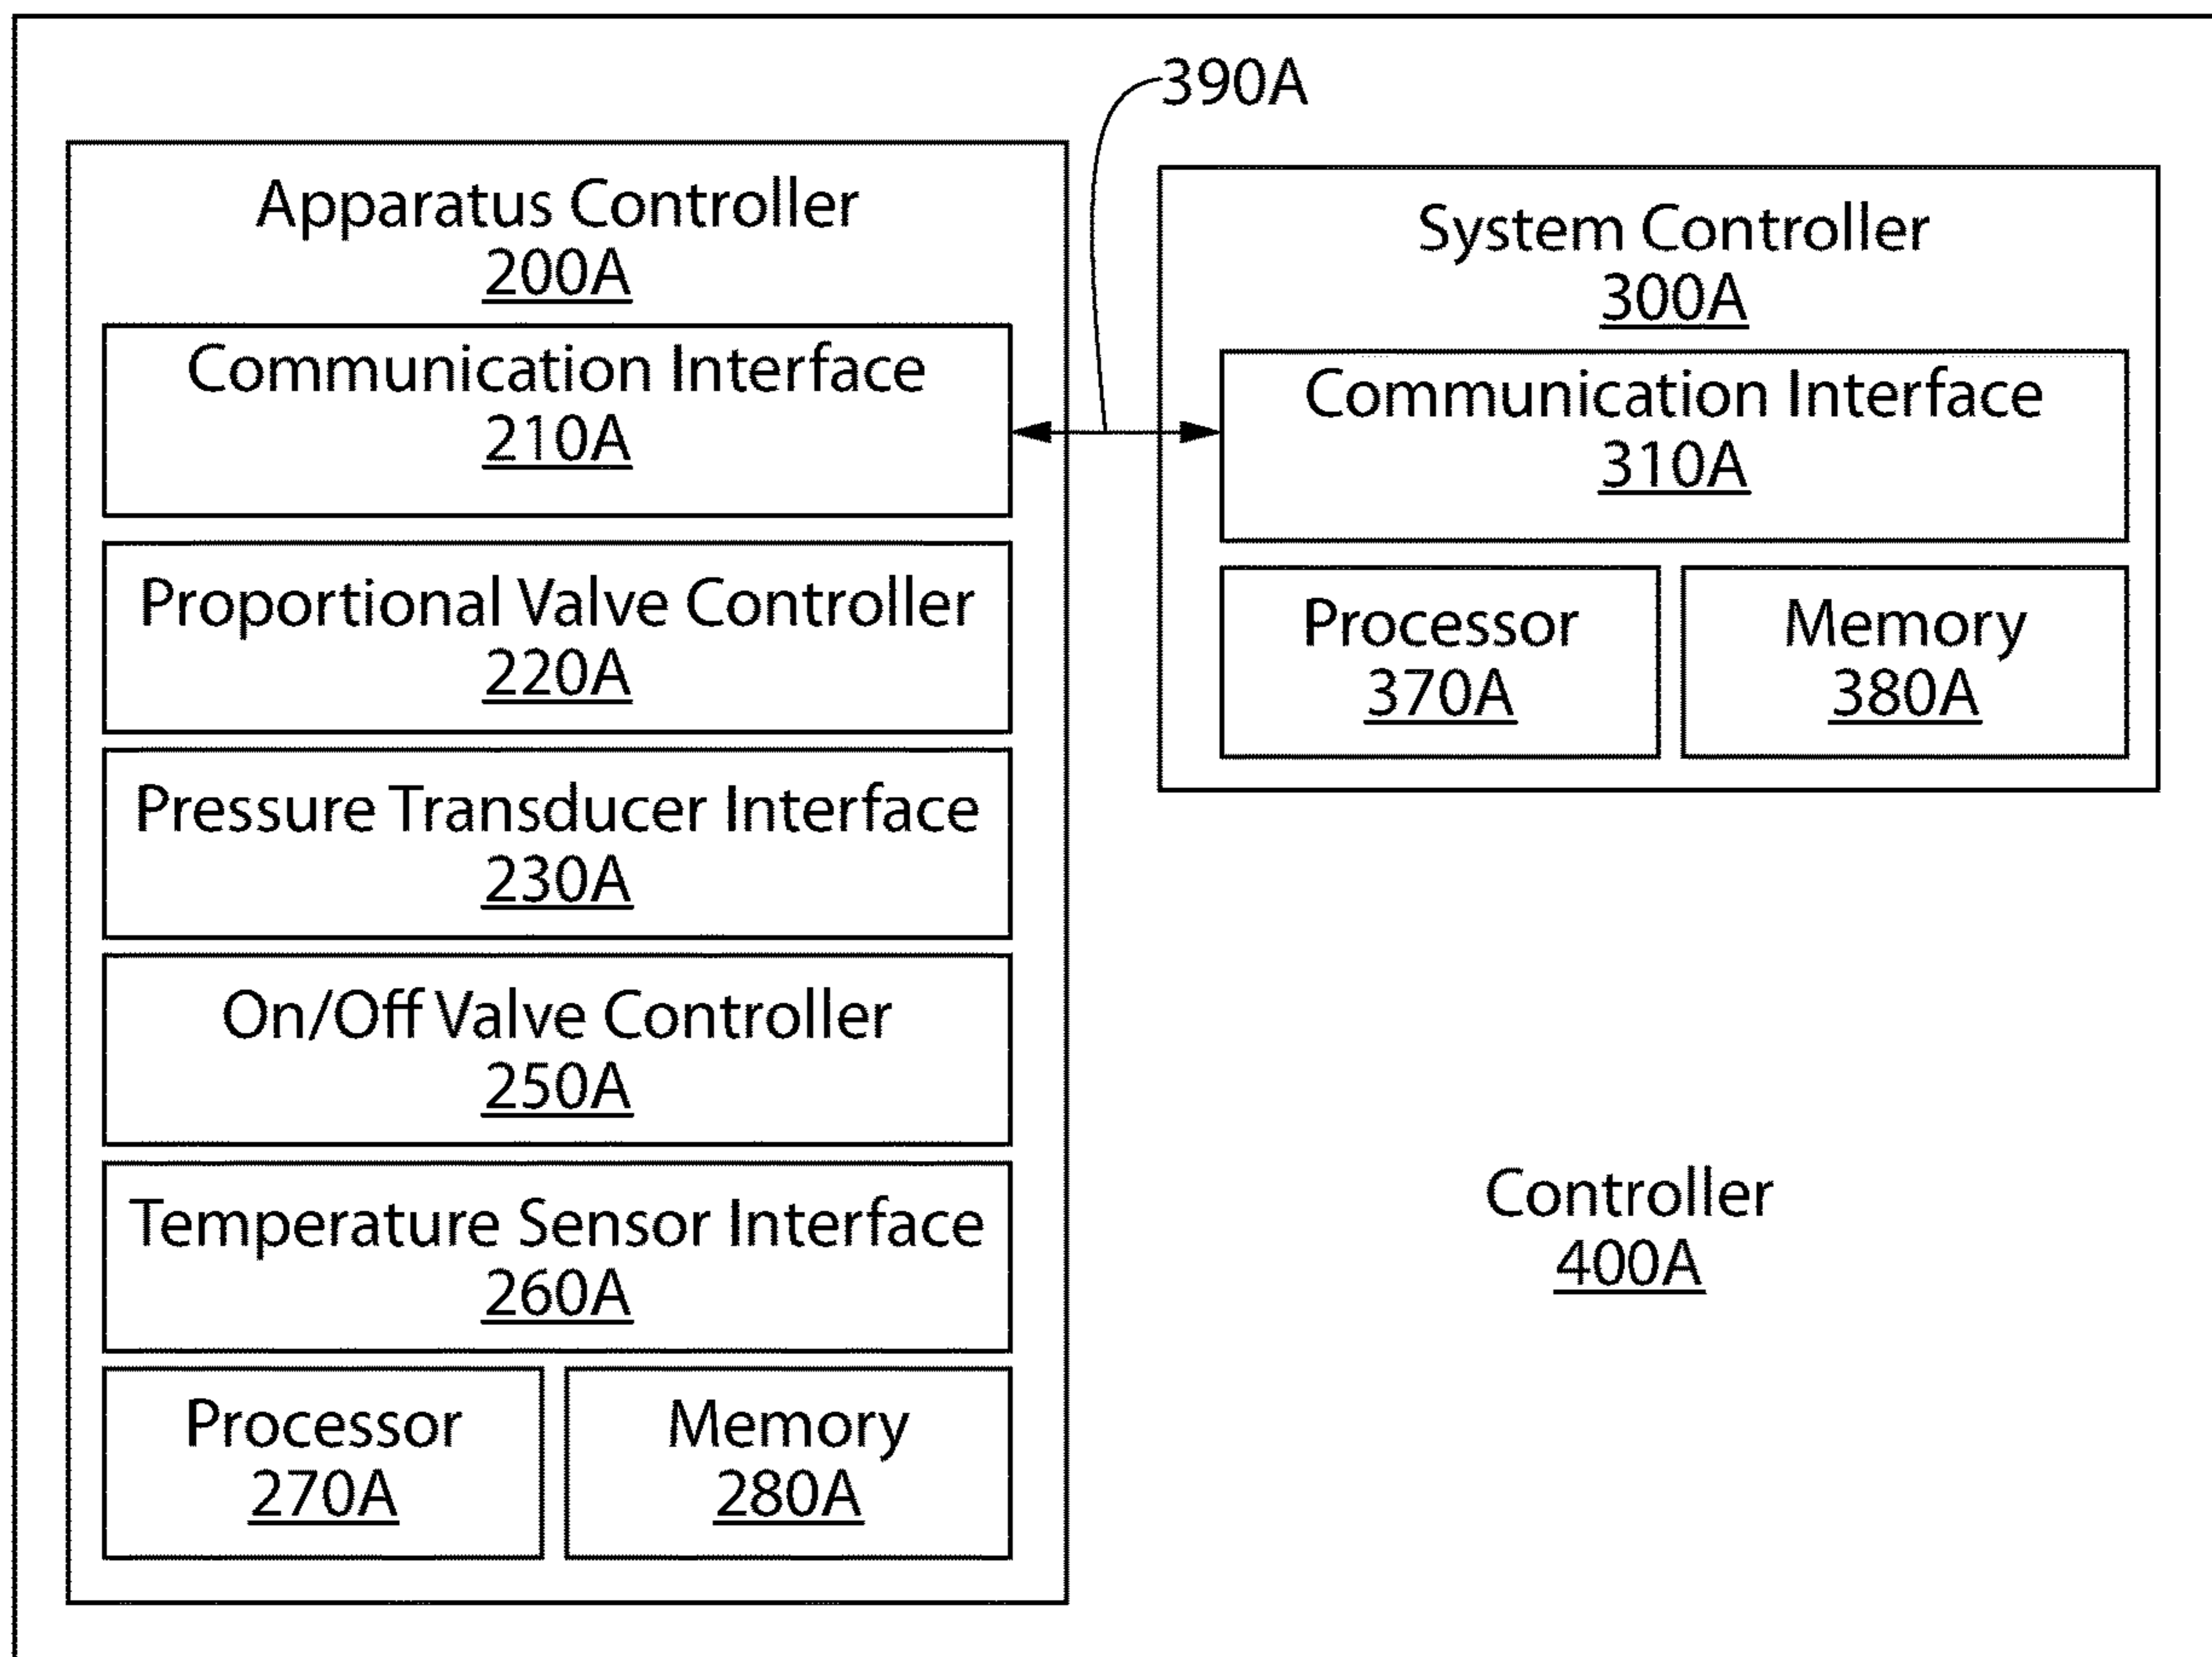 390A
Apparatus Controller
200A
Communication Interface
210A
Proportional Valve Controller
220A
Pressure Transducer Interface
230A
On/Off Valve Controller
250A
Temperature Sensor Interface
260A
Processor
270A
Memory
280A
System Controller
300A
Communication Interface
310A
Processor
370A
Memory
380A
Controller
400A